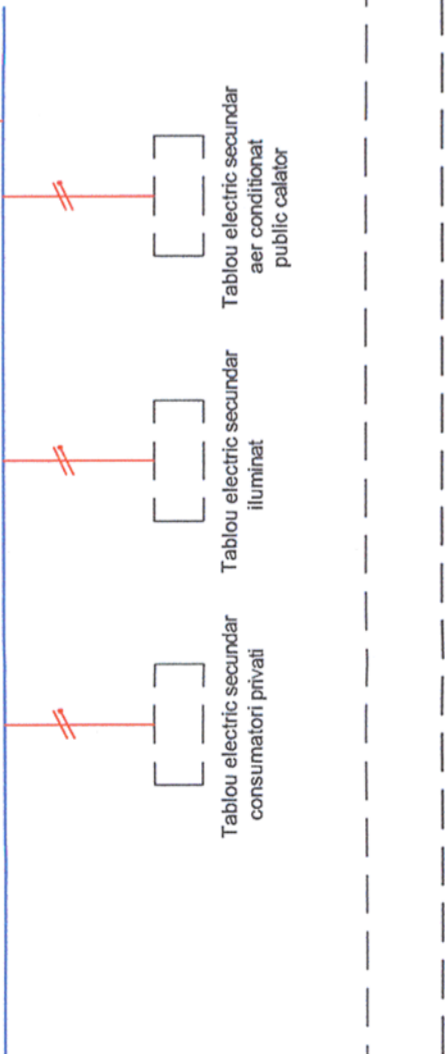 Tablou electric secundar
consumatori privati
Tablou electric secundar
iluminat
Tablou electric secundar
aer conditionat
public calator